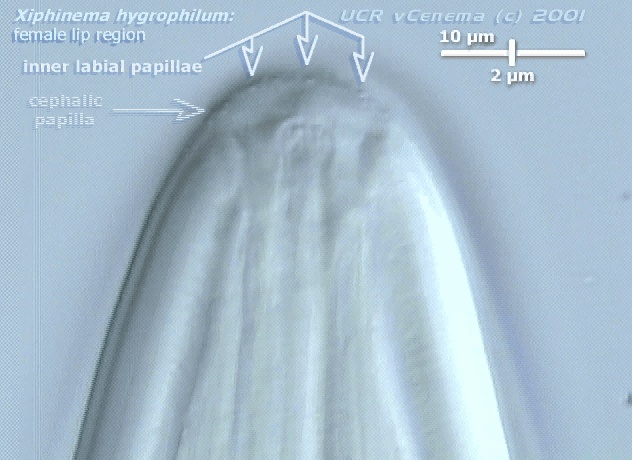 Xiphinema hygrophilum:
female lip region
UCR vCenema (c) 2001
10 µm
2 µm
inner labial papillae
cephalic
papilla